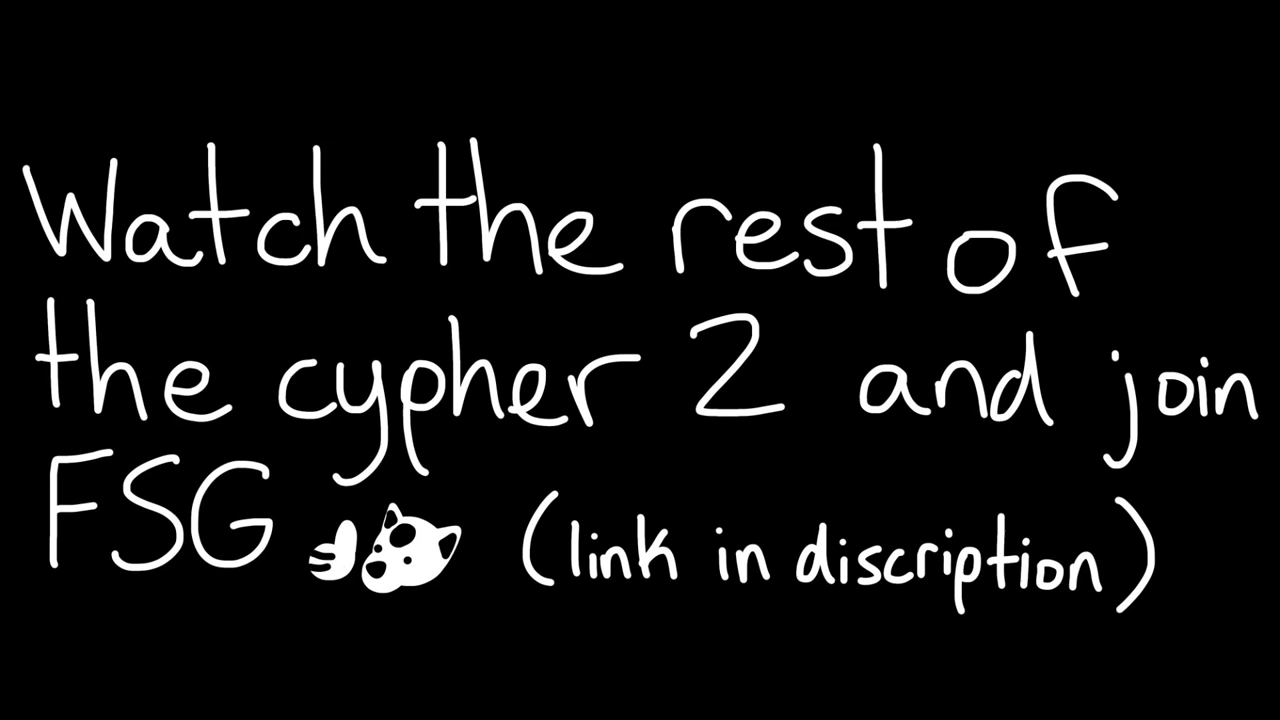 Watch the rest of
the cypher 2 and join
FSG (link in discription)